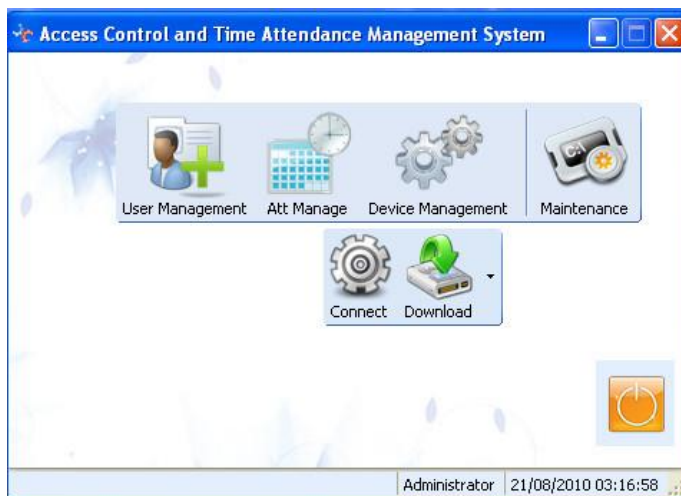 Access Control and Time Attendance Management System
User Management Att Manage Device Management Maintenance
C:\
Connect Download
Administrator 21/08/2010 03:16:58